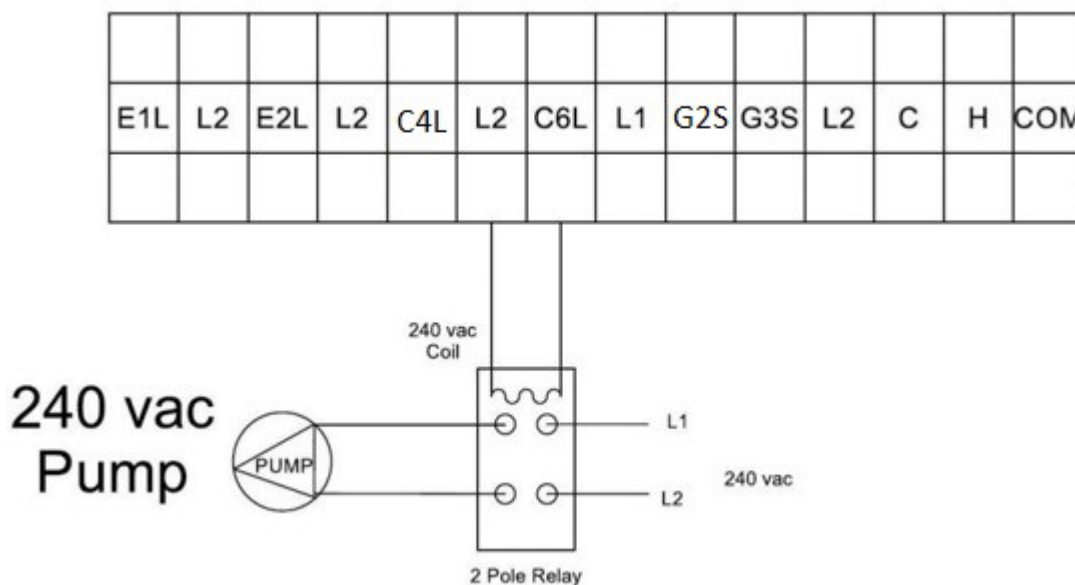 E1L L2 E2L L2 C4L L2 C6L L1 G2S G3S L2 C H COM
240 vac
Coil
240 vac
Pump
PUMP
L1
L2
240 vac
2 Pole Relay